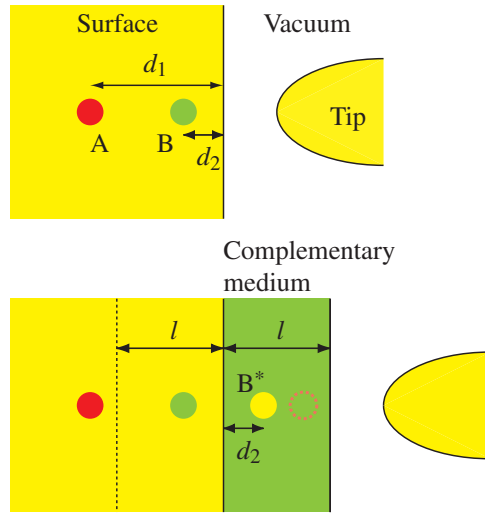 Surface
Vacuum
d₁
Tip
A
B
d₂
Complementary
medium
l
l
B*
d₂